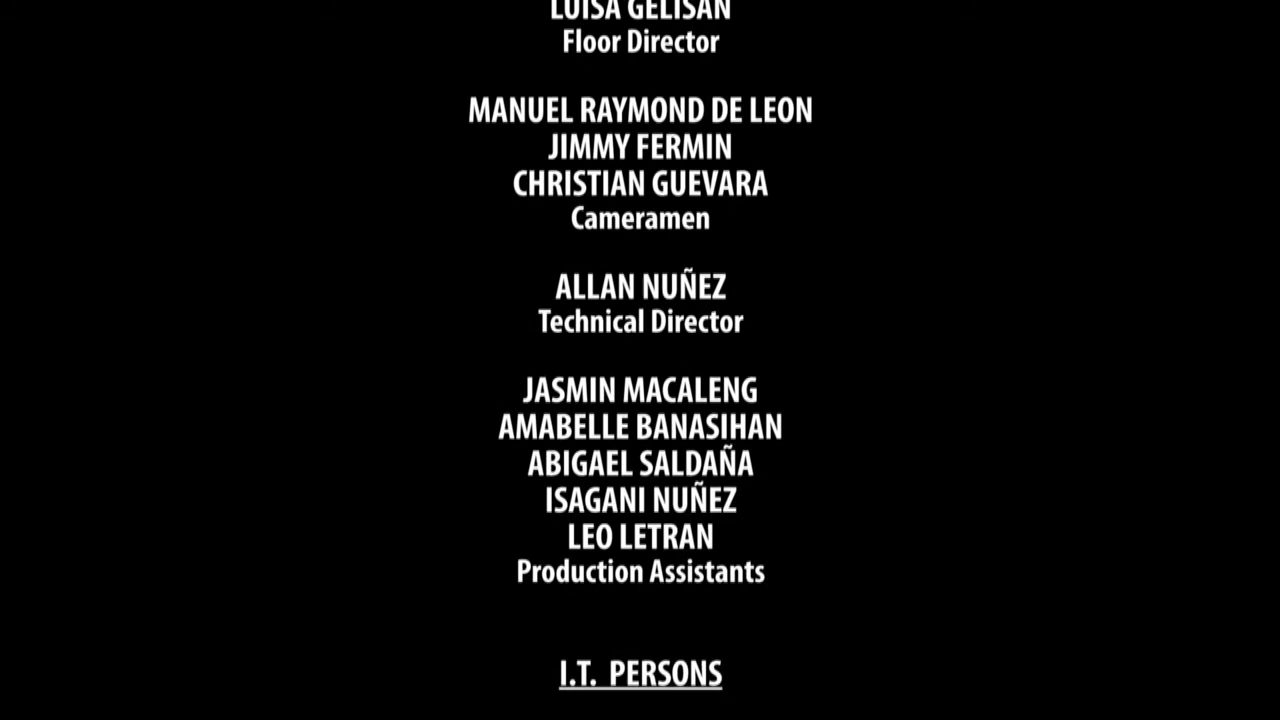 LUISA GELISAN
Floor Director
MANUEL RAYMOND DE LEON
JIMMY FERMIN
CHRISTIAN GUEVARA
Cameramen
ALLAN NUÑEZ
Technical Director
JASMIN MACALENG
AMABELLE BANASIHAN
ABIGAEL SALDAÑA
ISAGANI NUÑEZ
LEO LETRAN
Production Assistants
I.T. PERSONS